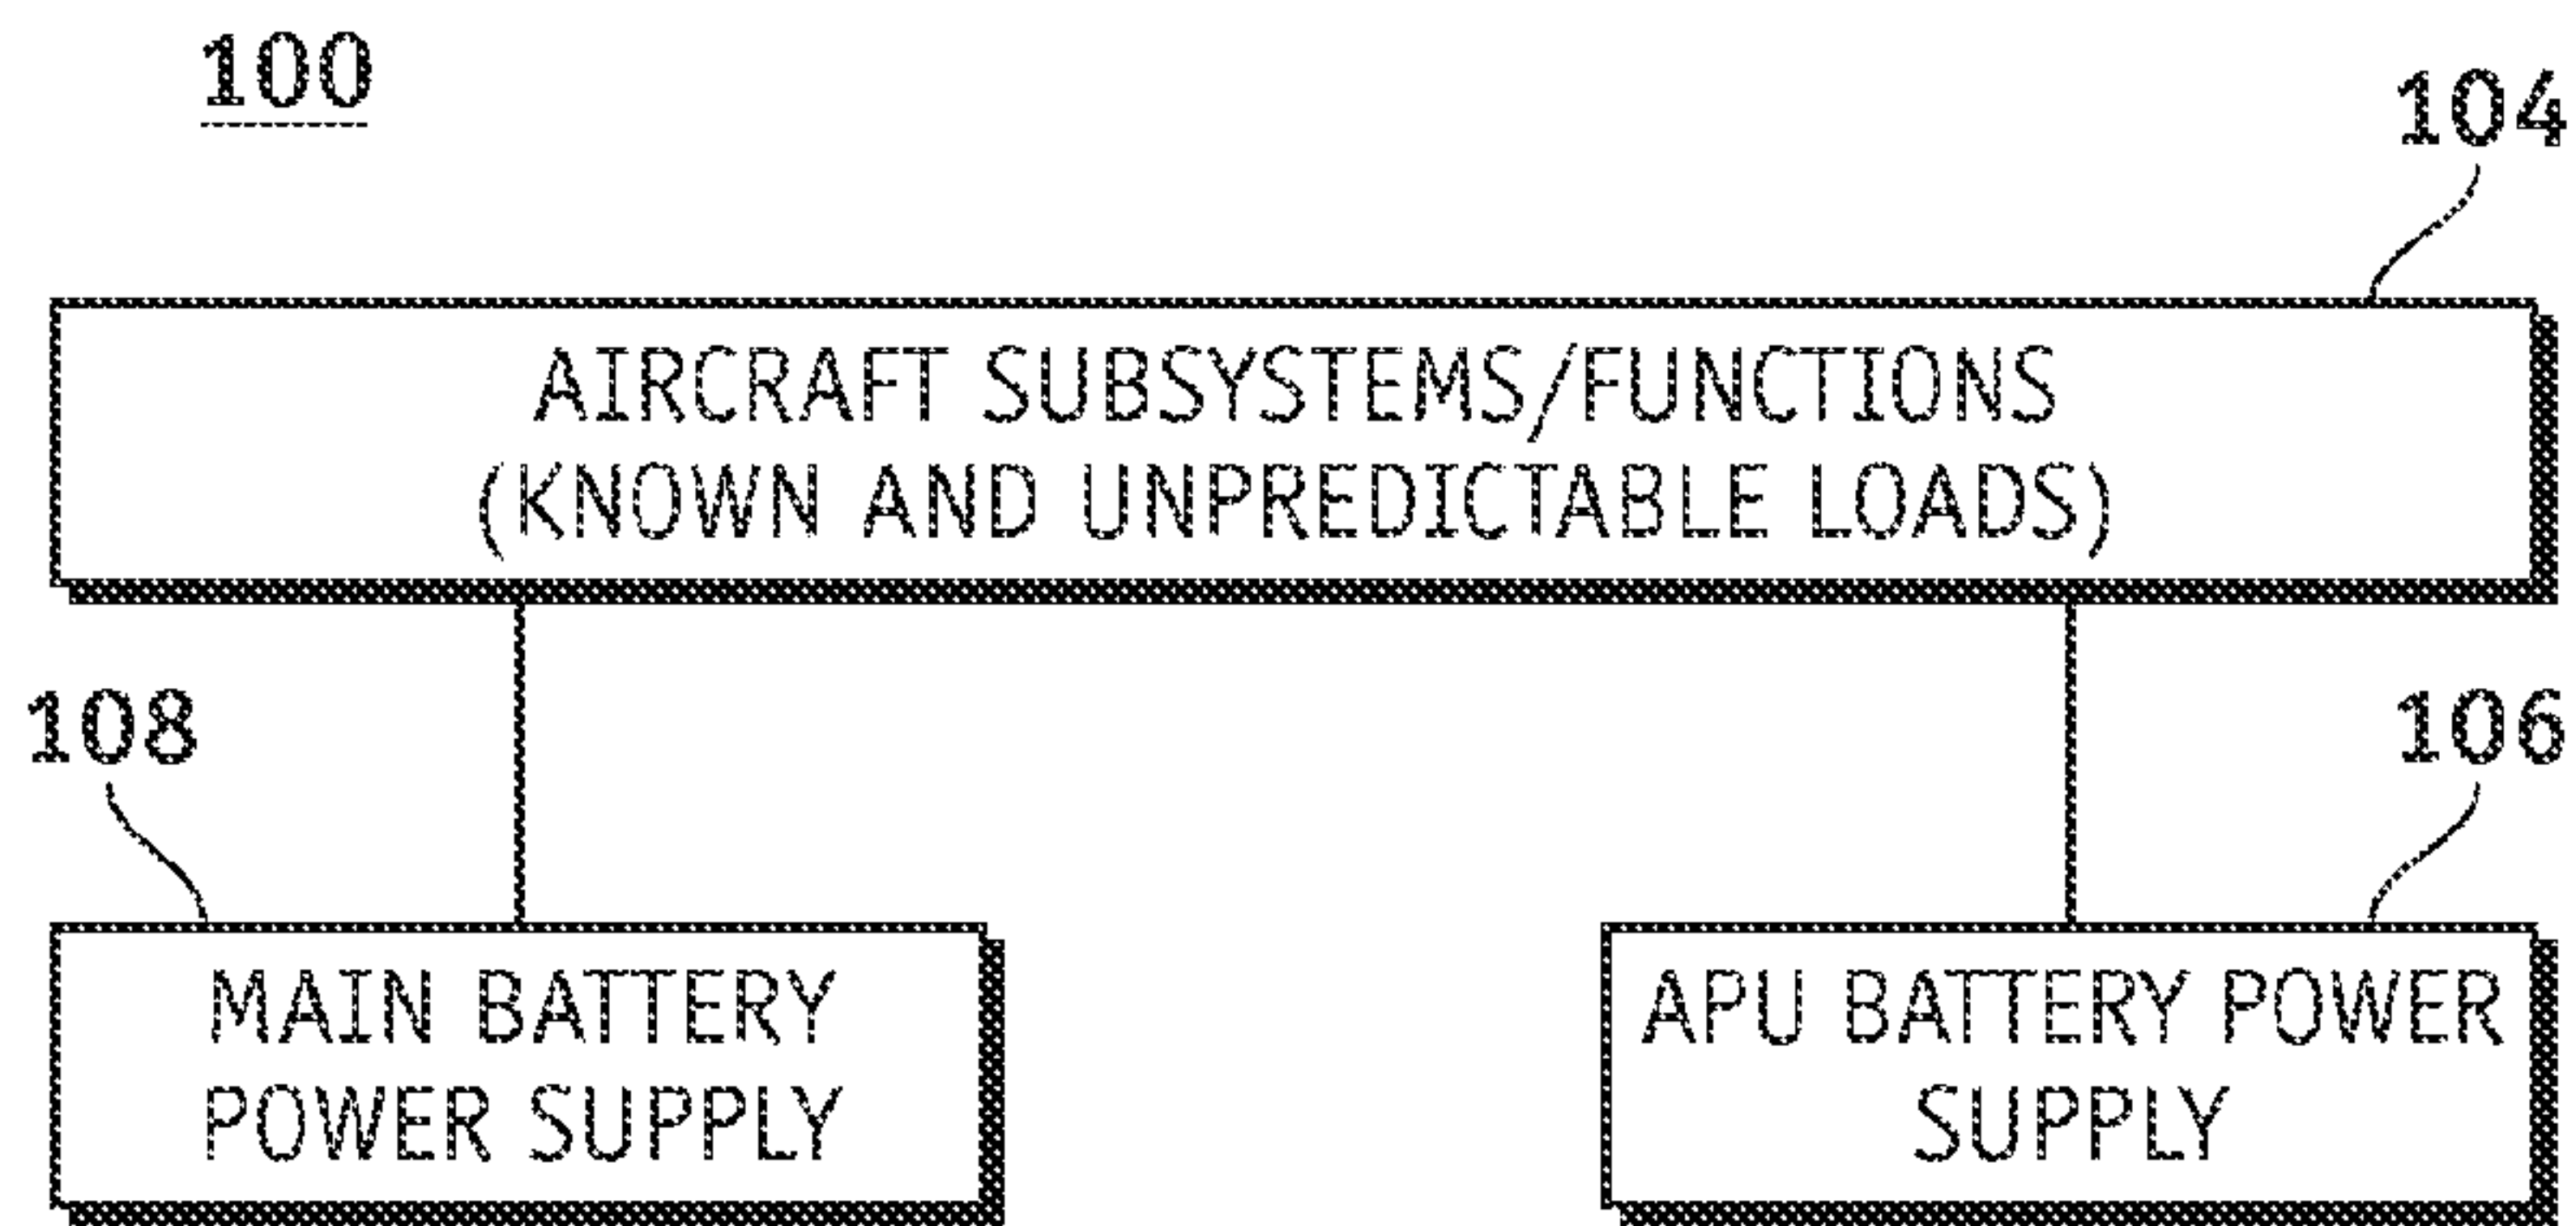 100
104
AIRCRAFT SUBSYSTEMS/FUNCTIONS
(KNOWN AND UNPREDICTABLE LOADS)
108
106
MAIN BATTERY
POWER SUPPLY
APU BATTERY POWER
SUPPLY